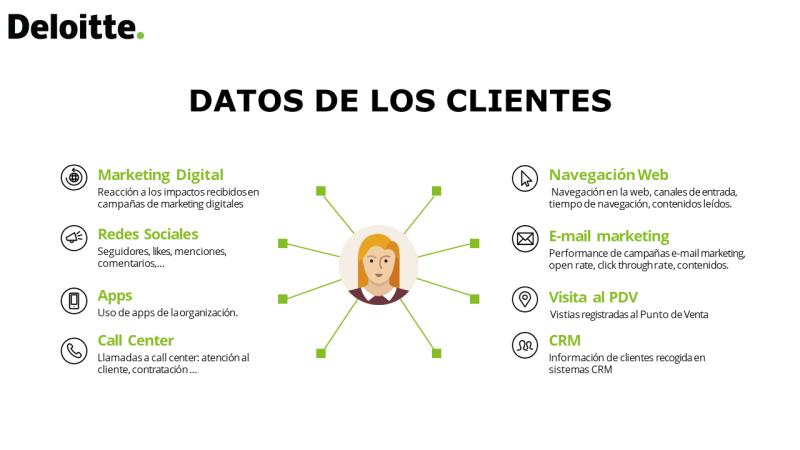 Deloitte.
DATOS DE LOS CLIENTES
Marketing Digital
Reacción a los impactos recibidos en
campañas de marketing digitales
Redes Sociales
Seguidores, likes, menciones,
comentarios,...
Apps
Uso de apps de la organización.
Call Center
Llamadas a call center: atención al
cliente, contratación ...
Navegación Web
Navegación en la web, canales de entrada,
tiempo de navegación, contenidos leídos.
E-mail marketing
Performance de campañas e-mail marketing,
open rate, click through rate, contenidos.
Visita al PDV
Vistias registradas al Punto de Venta
CRM
Información de clientes recogida en
sistemas CRM